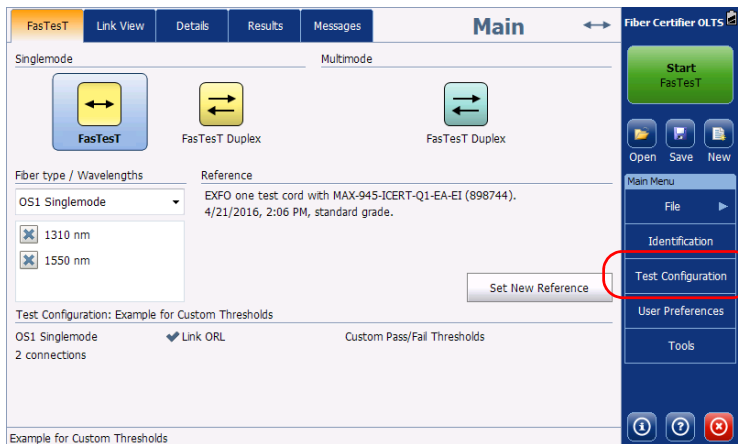 FasTesT
Link View
Details
Results
Messages
Main
Fiber Certifier OLTS
Singlemode
Multimode
FasTesT
FasTesT Duplex
FasTesT Duplex
Start
FasTesT
Open
Save
New
Fiber type / Wavelengths
Reference
OS1 Singlemode
EXFO one test cord with MAX-945-ICERT-Q1-EA-EI (898744).
4/21/2016, 2:06 PM, standard grade.
1310 nm
1550 nm
Set New Reference
Main Menu
File
Identification
Test Configuration
User Preferences
Tools
Test Configuration: Example for Custom Thresholds
OS1 Singlemode
Link ORL
Custom Pass/Fail Thresholds
2 connections
Example for Custom Thresholds